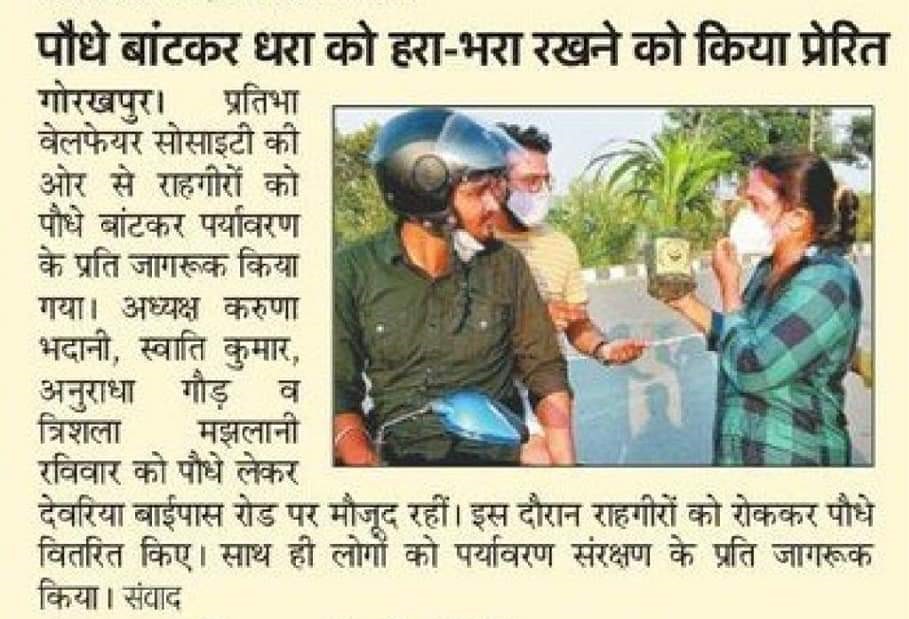 पौधे बांटकर धरा को हरा-भरा रखने को किया प्रेरित
गोरखपुर। प्रतिभा
वेलफेयर सोसाइटी की
ओर से राहगीरों को
पौधे बांटकर पर्यावरण
के प्रति जागरूक किया
गया। अध्यक्ष करुणा
भदानी, स्वाति कुमार,
अनुराधा गौड़ व
त्रिशला मझलानी
रविवार को पौधे लेकर
देवरिया बाईपास रोड पर मौजूद रहीं। इस दौरान राहगीरों को रोककर पौधे
वितरित किए। साथ ही लोगों को पर्यावरण संरक्षण के प्रति जागरूक
किया। संवाद